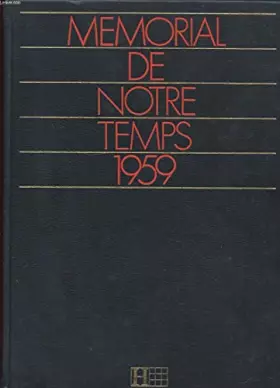 MEMORIAL
DE
NOTRE
TEMPS
1959
H